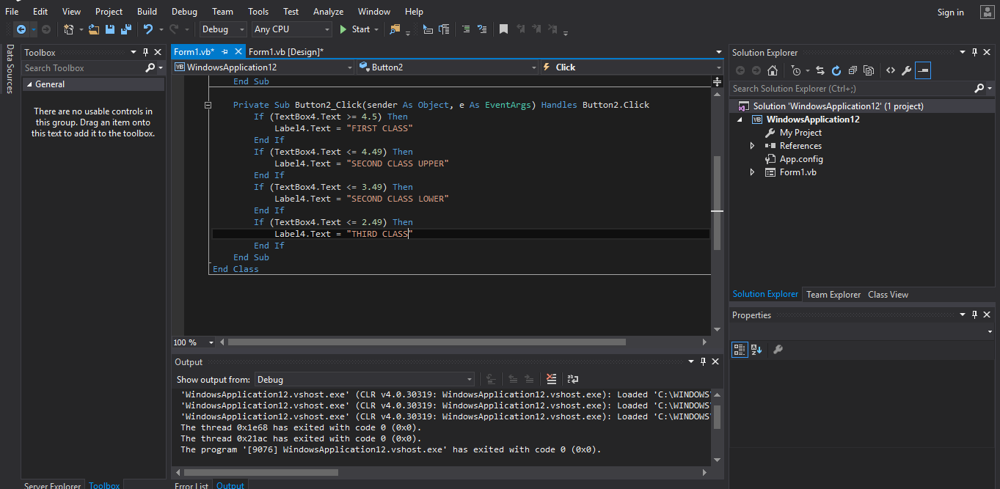 File Edit View Project Build Debug Team Tools Test Analyze Window Help
Sign in
Debug Any CPU Start
Data Sources
Toolbox
Search Toolbox
General
There are no usable controls in
this group. Drag an item onto
this text to add it to the toolbox.
Server Explorer Toolbox
Form1.vb* Form1.vb [Design]*
VB WindowsApplication12 Button2 Click
End Sub
Private Sub Button2_Click(sender As Object, e As EventArgs) Handles Button2.Click
If (TextBox4.Text >= 4.5) Then
Label4.Text = "FIRST CLASS"
End If
If (TextBox4.Text <= 4.49) Then
Label4.Text = "SECOND CLASS UPPER"
End If
If (TextBox4.Text <= 3.49) Then
Label4.Text = "SECOND CLASS LOWER"
End If
If (TextBox4.Text <= 2.49) Then
Label4.Text = "THIRD CLASS"
End If
End Sub
End Class
100 %
Output
Show output from: Debug
'WindowsApplication12.vshost.exe' (CLR v4.0.30319: WindowsApplication12.vshost.exe): Loaded 'C:\WINDOWS
'WindowsApplication12.vshost.exe' (CLR v4.0.30319: WindowsApplication12.vshost.exe): Loaded 'C:\WINDOWS
'WindowsApplication12.vshost.exe' (CLR v4.0.30319: WindowsApplication12.vshost.exe): Loaded 'C:\WINDOWS
The thread 0x1e68 has exited with code 0 (0x0).
The thread 0x21ac has exited with code 0 (0x0).
The program '[9076] WindowsApplication12.vshost.exe' has exited with code 0 (0x0).
Error List Output
Solution Explorer
Search Solution Explorer (Ctrl+;)
Solution 'WindowsApplication12' (1 project)
VB WindowsApplication12
My Project
References
App.config
Form1.vb
Solution Explorer Team Explorer Class View
Properties